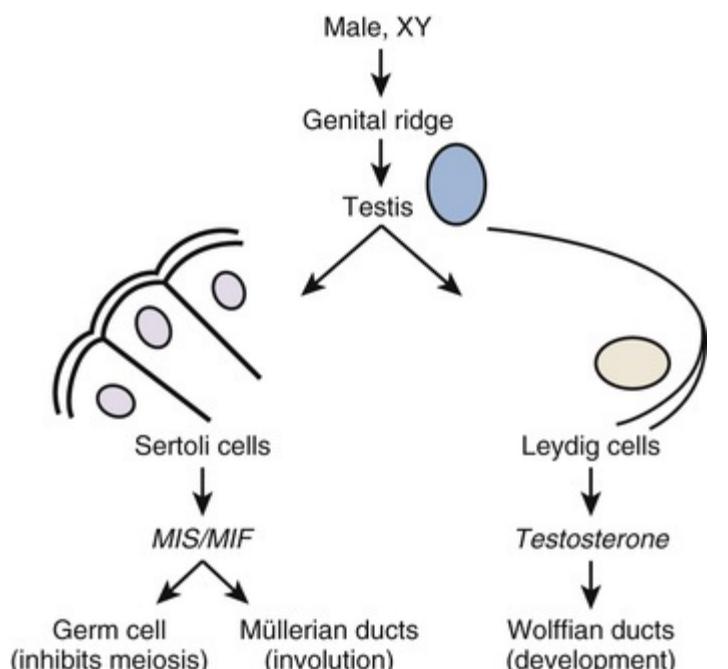 Male, XY
Genital ridge
Testis
Sertoli cells
Leydig cells
MIS/MIF
Testosterone
Germ cell
(inhibits meiosis)
Müllerian ducts
(involution)
Wolffian ducts
(development)